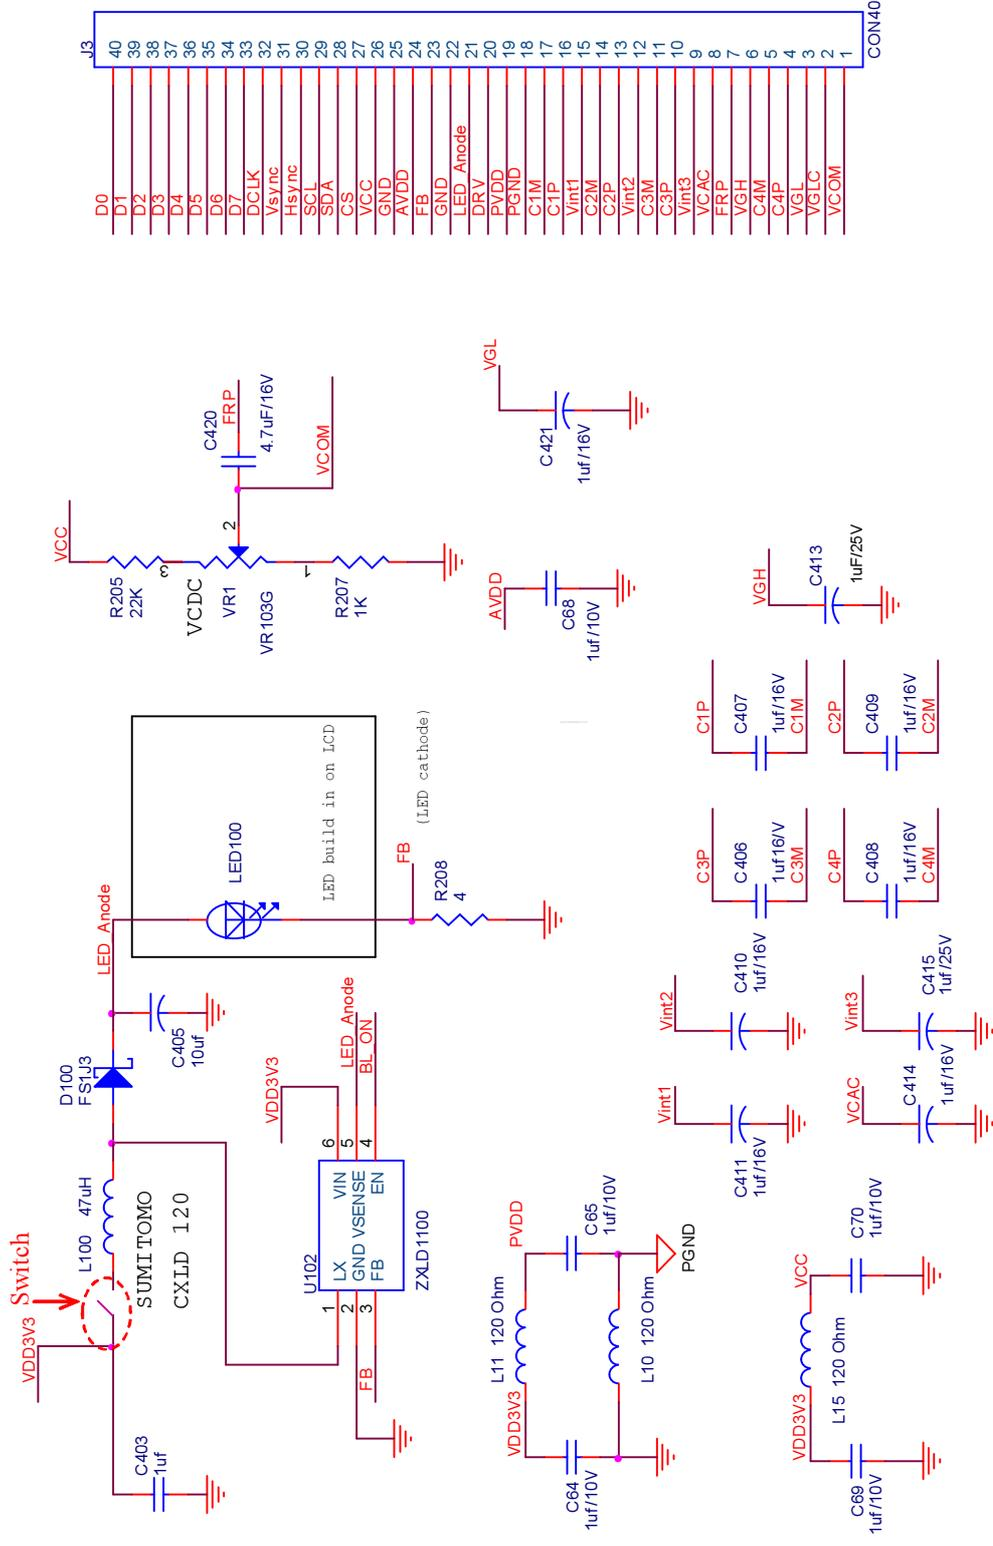 Switch
VDD3V3
L100 47uH
SUMITOMO
CXLD 120
C403
1uf
D100
FS1J3
C405
10uf
LED_Anode
LED100
LED build in on LCD
FB
(LED cathode)
R208
4
U102
LX
GND
FB
VIN
VSENSE
EN
1
2
3
6
5
4
ZXLD1100
VDD3V3
LED_Anode
BL_ON
FB
VCC
R205
22K
3
VCDC
VR1
VR103G
2
1
R207
1K
C420
FRP
4.7uF/16V
VCOM
J3
CON40
40 D0
39 D1
38 D2
37 D3
36 D4
35 D5
34 D6
33 D7
32 DCLK
31 Vsync
30 Hsync
29 SCL
28 SDA
27 CS
26 VCC
25 GND
24 AVDD
23 FB
22 GND
21 LED_Anode
20 DRV
19 PVDD
18 PGND
17 C1M
16 C1P
15 Vint1
14 C2M
13 C2P
12 Vint2
11 C3M
10 C3P
9 Vint3
8 VCAC
7 FRP
6 VGH
5 C4M
4 C4P
3 VGL
2 VGLC
1 VCOM
VDD3V3
L11 120 Ohm
PVDD
C64
1uf/10V
C65
1uf/10V
L10 120 Ohm
PGND
VDD3V3
L15 120 Ohm
VCC
C69
1uf/10V
C70
1uf/10V
Vint1
C411
1uf/16V
Vint2
C410
1uf/16V
VCAC
C414
1uf/16V
Vint3
C415
1uf/25V
C3P
C406
1uf16/V
C3M
C1P
C407
1uf/16V
C1M
C4P
C408
1uf/16V
C4M
C2P
C409
1uf/16V
C2M
AVDD
C68
1uf/10V
VGL
C421
1uf/16V
VGH
C413
1uF/25V